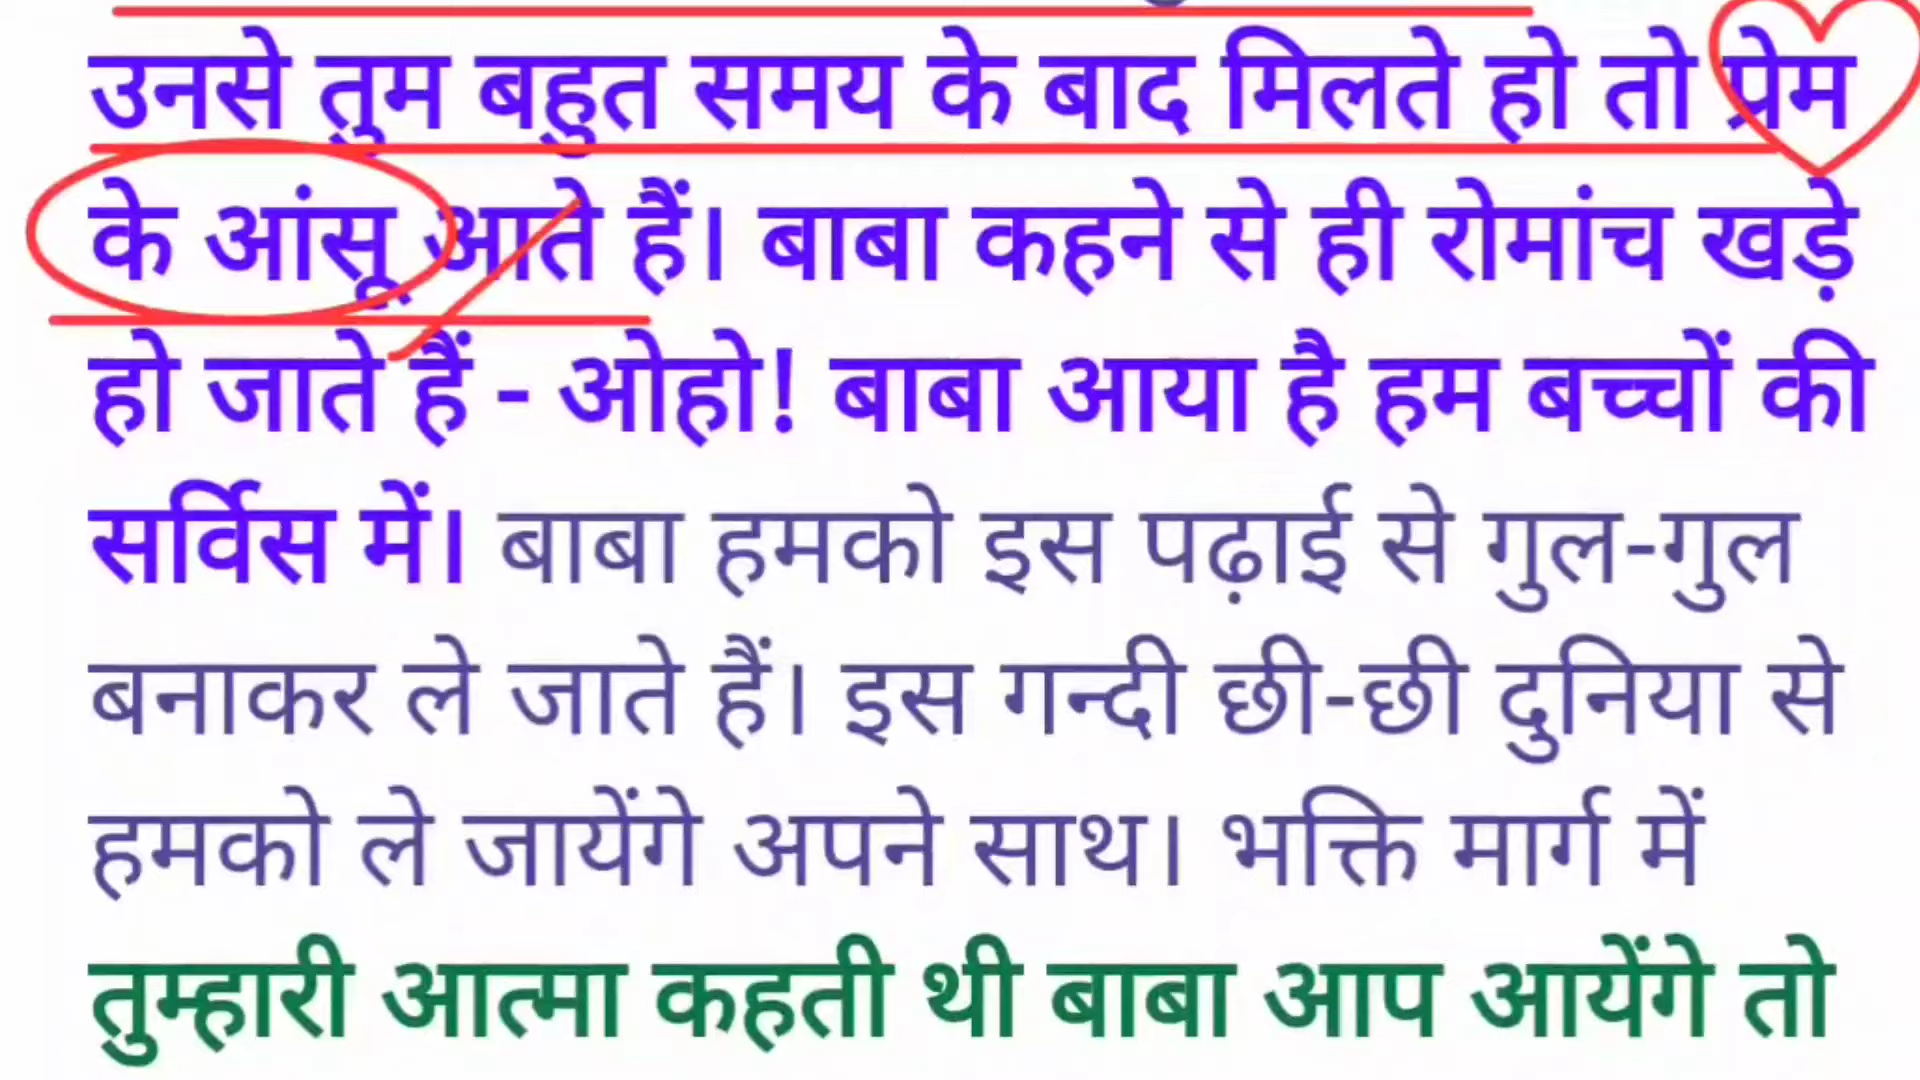 उनसे तुम बहुत समय के बाद मिलते हो तो प्रेम
के आंसू आते हैं। बाबा कहने से ही रोमांच खड़े
हो जाते हैं - ओहो! बाबा आया है हम बच्चों की
सर्विस में। बाबा हमको इस पढ़ाई से गुल-गुल
बनाकर ले जाते हैं। इस गन्दी छी-छी दुनिया से
हमको ले जायेंगे अपने साथ। भक्ति मार्ग में
तुम्हारी आत्मा कहती थी बाबा आप आयेंगे तो